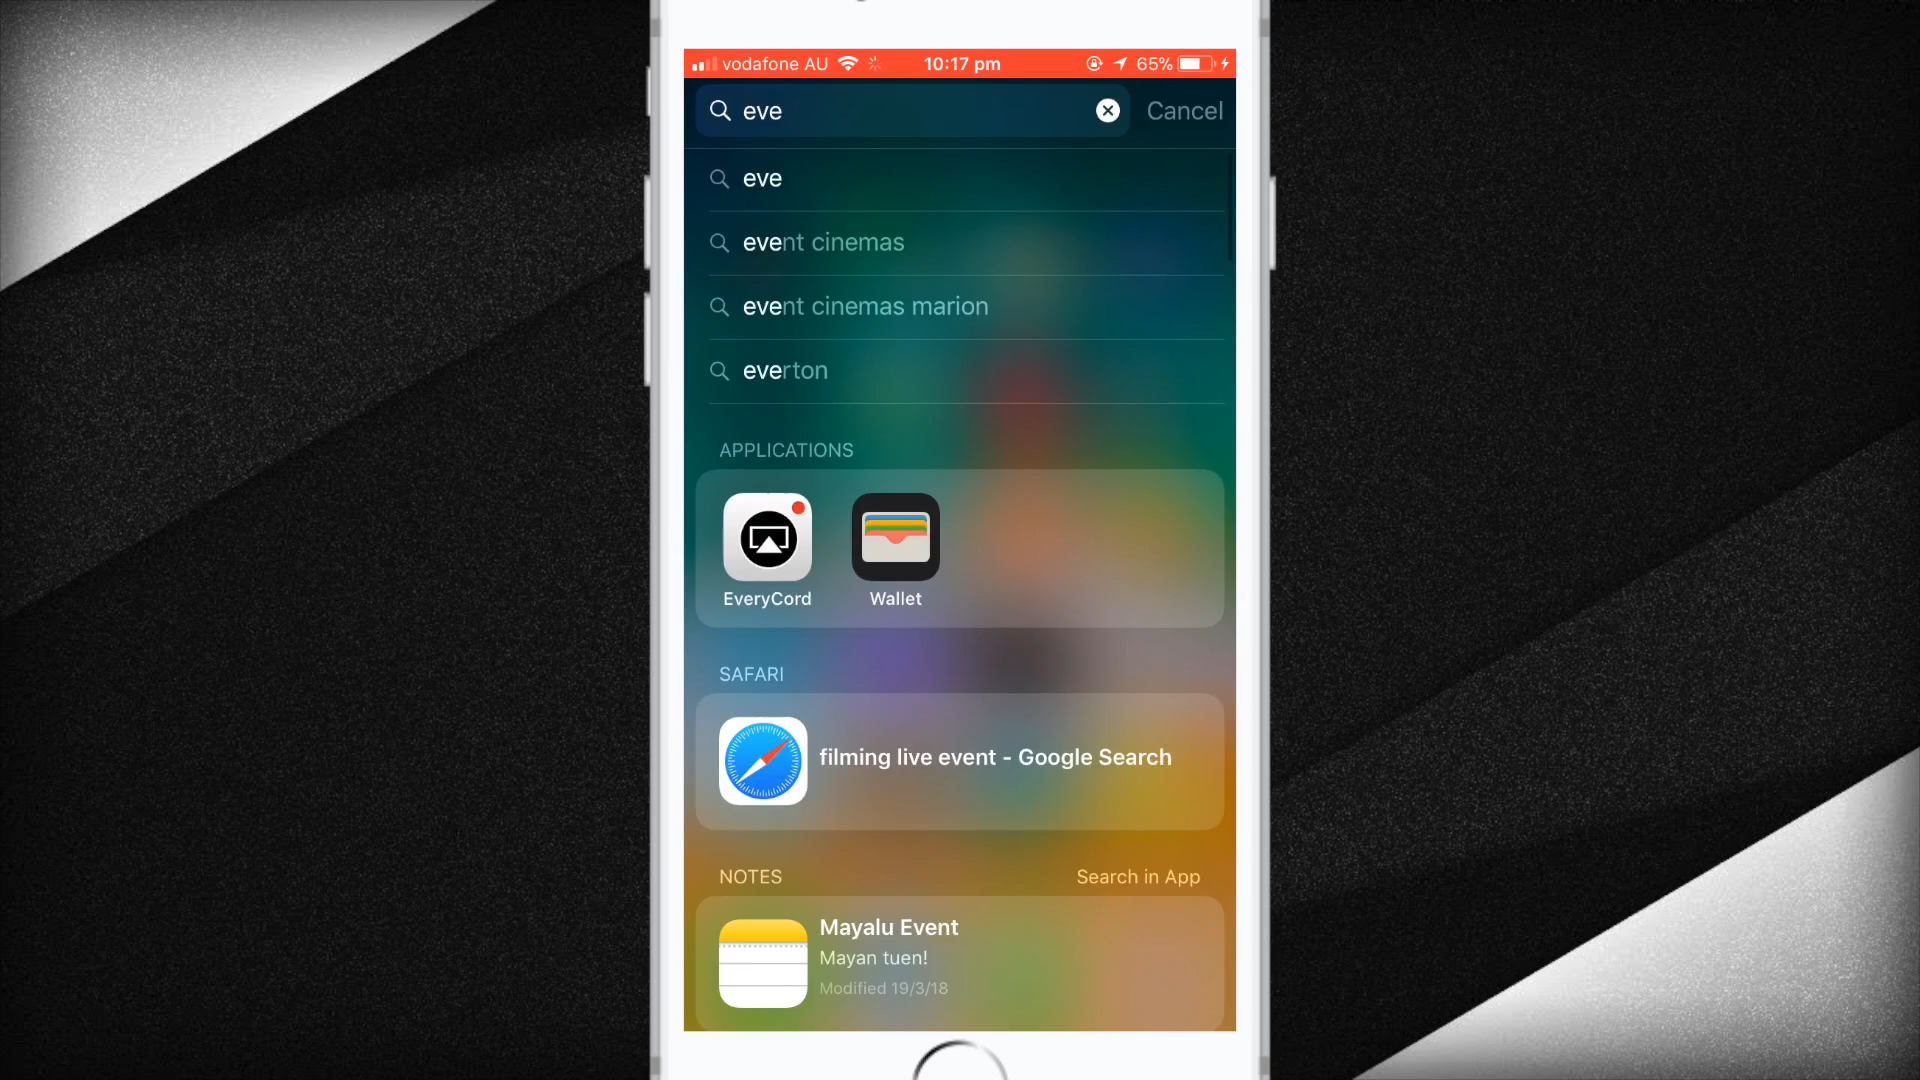 vodafone AU 10:17 pm 65%
eve Cancel
eve
event cinemas
event cinemas marion
everton
APPLICATIONS
EveryCord Wallet
SAFARI
filming live event - Google Search
NOTES Search in App
Mayalu Event
Mayan tuen!
Modified 19/3/18